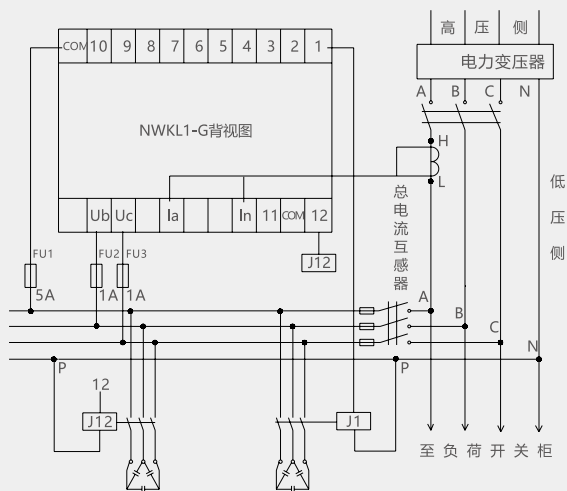 高 压 侧
电力变压器
A B C N
COM 10 9 8 7 6 5 4 3 2 1
NWKL1-G背视图
H
L
Ub Uc Ia In 11 COM 12
J12
低压侧
总电流互感器
FU1 FU2 FU3
5A 1A 1A
A
B
C
N
P P
12
J12 J1
至 负 荷 开 关 柜